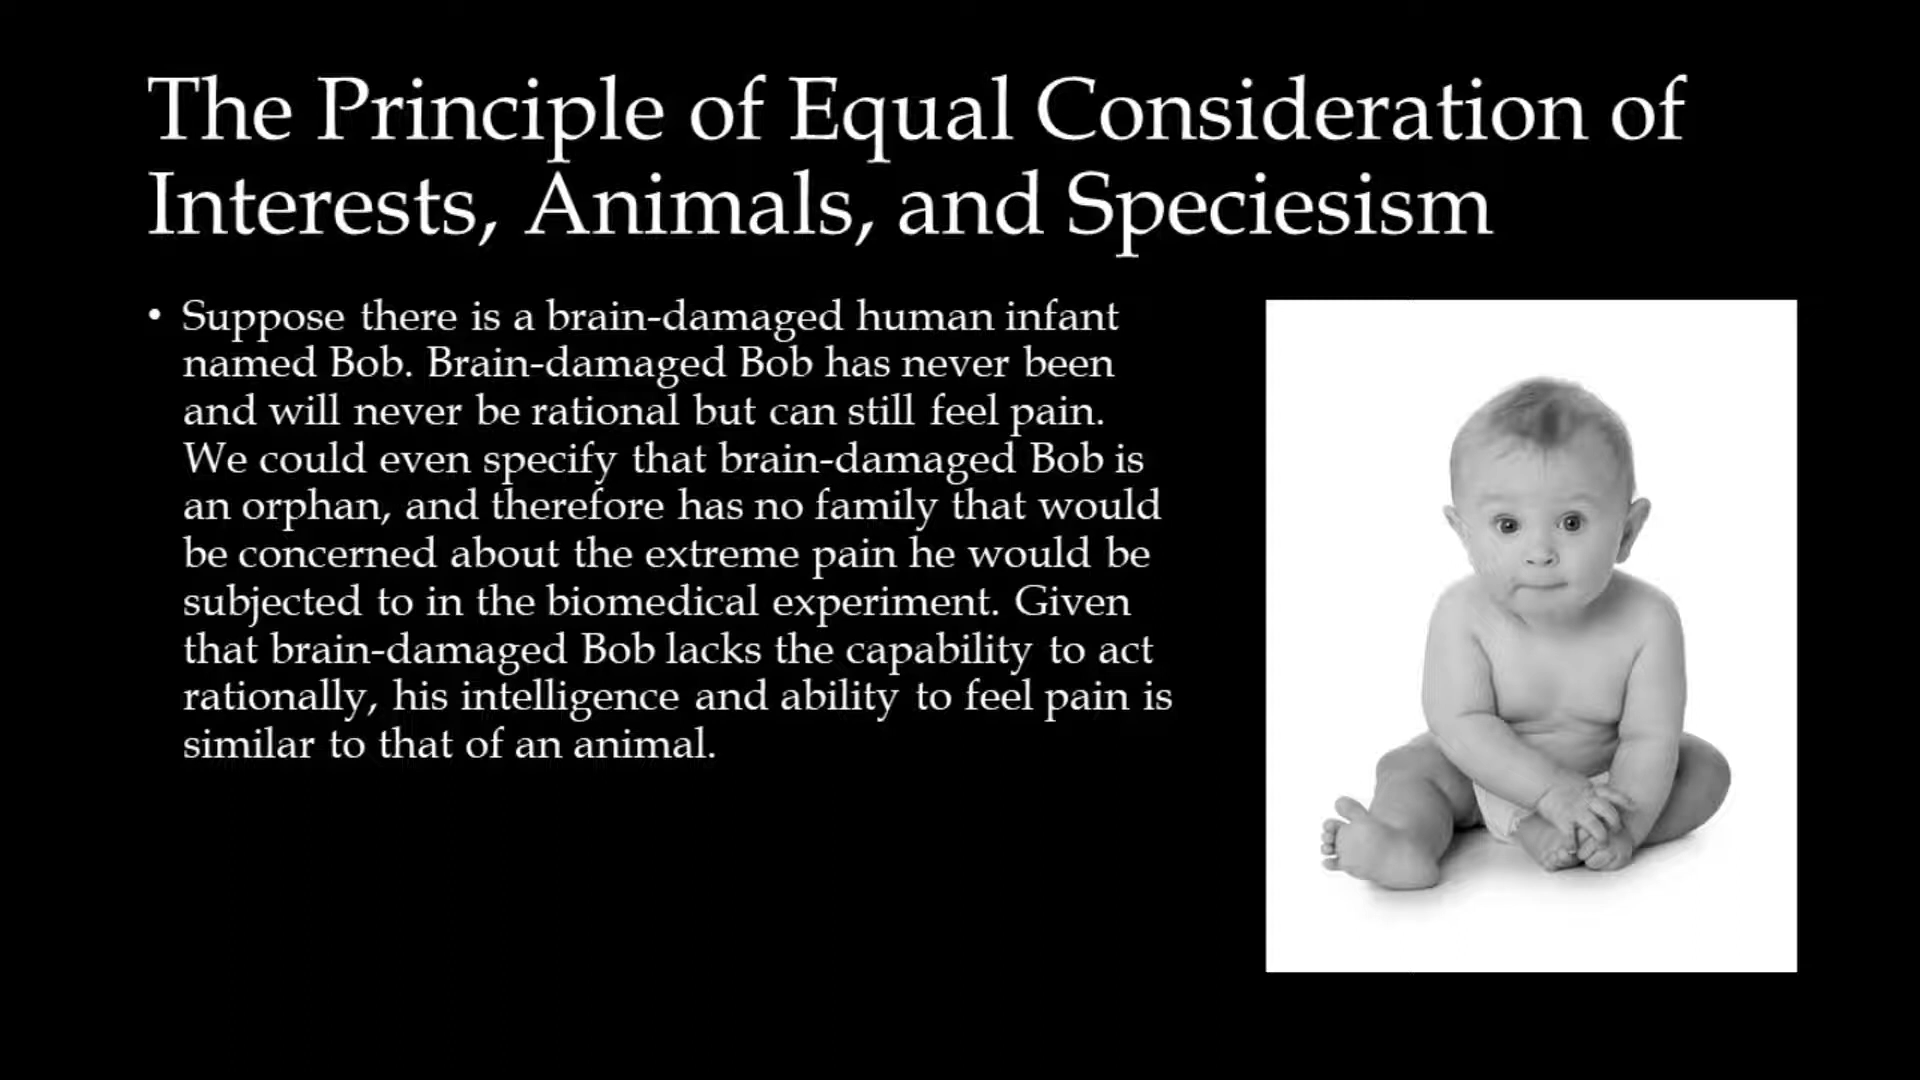 The Principle of Equal Consideration of
Interests, Animals, and Speciesism
• Suppose there is a brain-damaged human infant
named Bob. Brain-damaged Bob has never been
and will never be rational but can still feel pain.
We could even specify that brain-damaged Bob is
an orphan, and therefore has no family that would
be concerned about the extreme pain he would be
subjected to in the biomedical experiment. Given
that brain-damaged Bob lacks the capability to act
rationally, his intelligence and ability to feel pain is
similar to that of an animal.